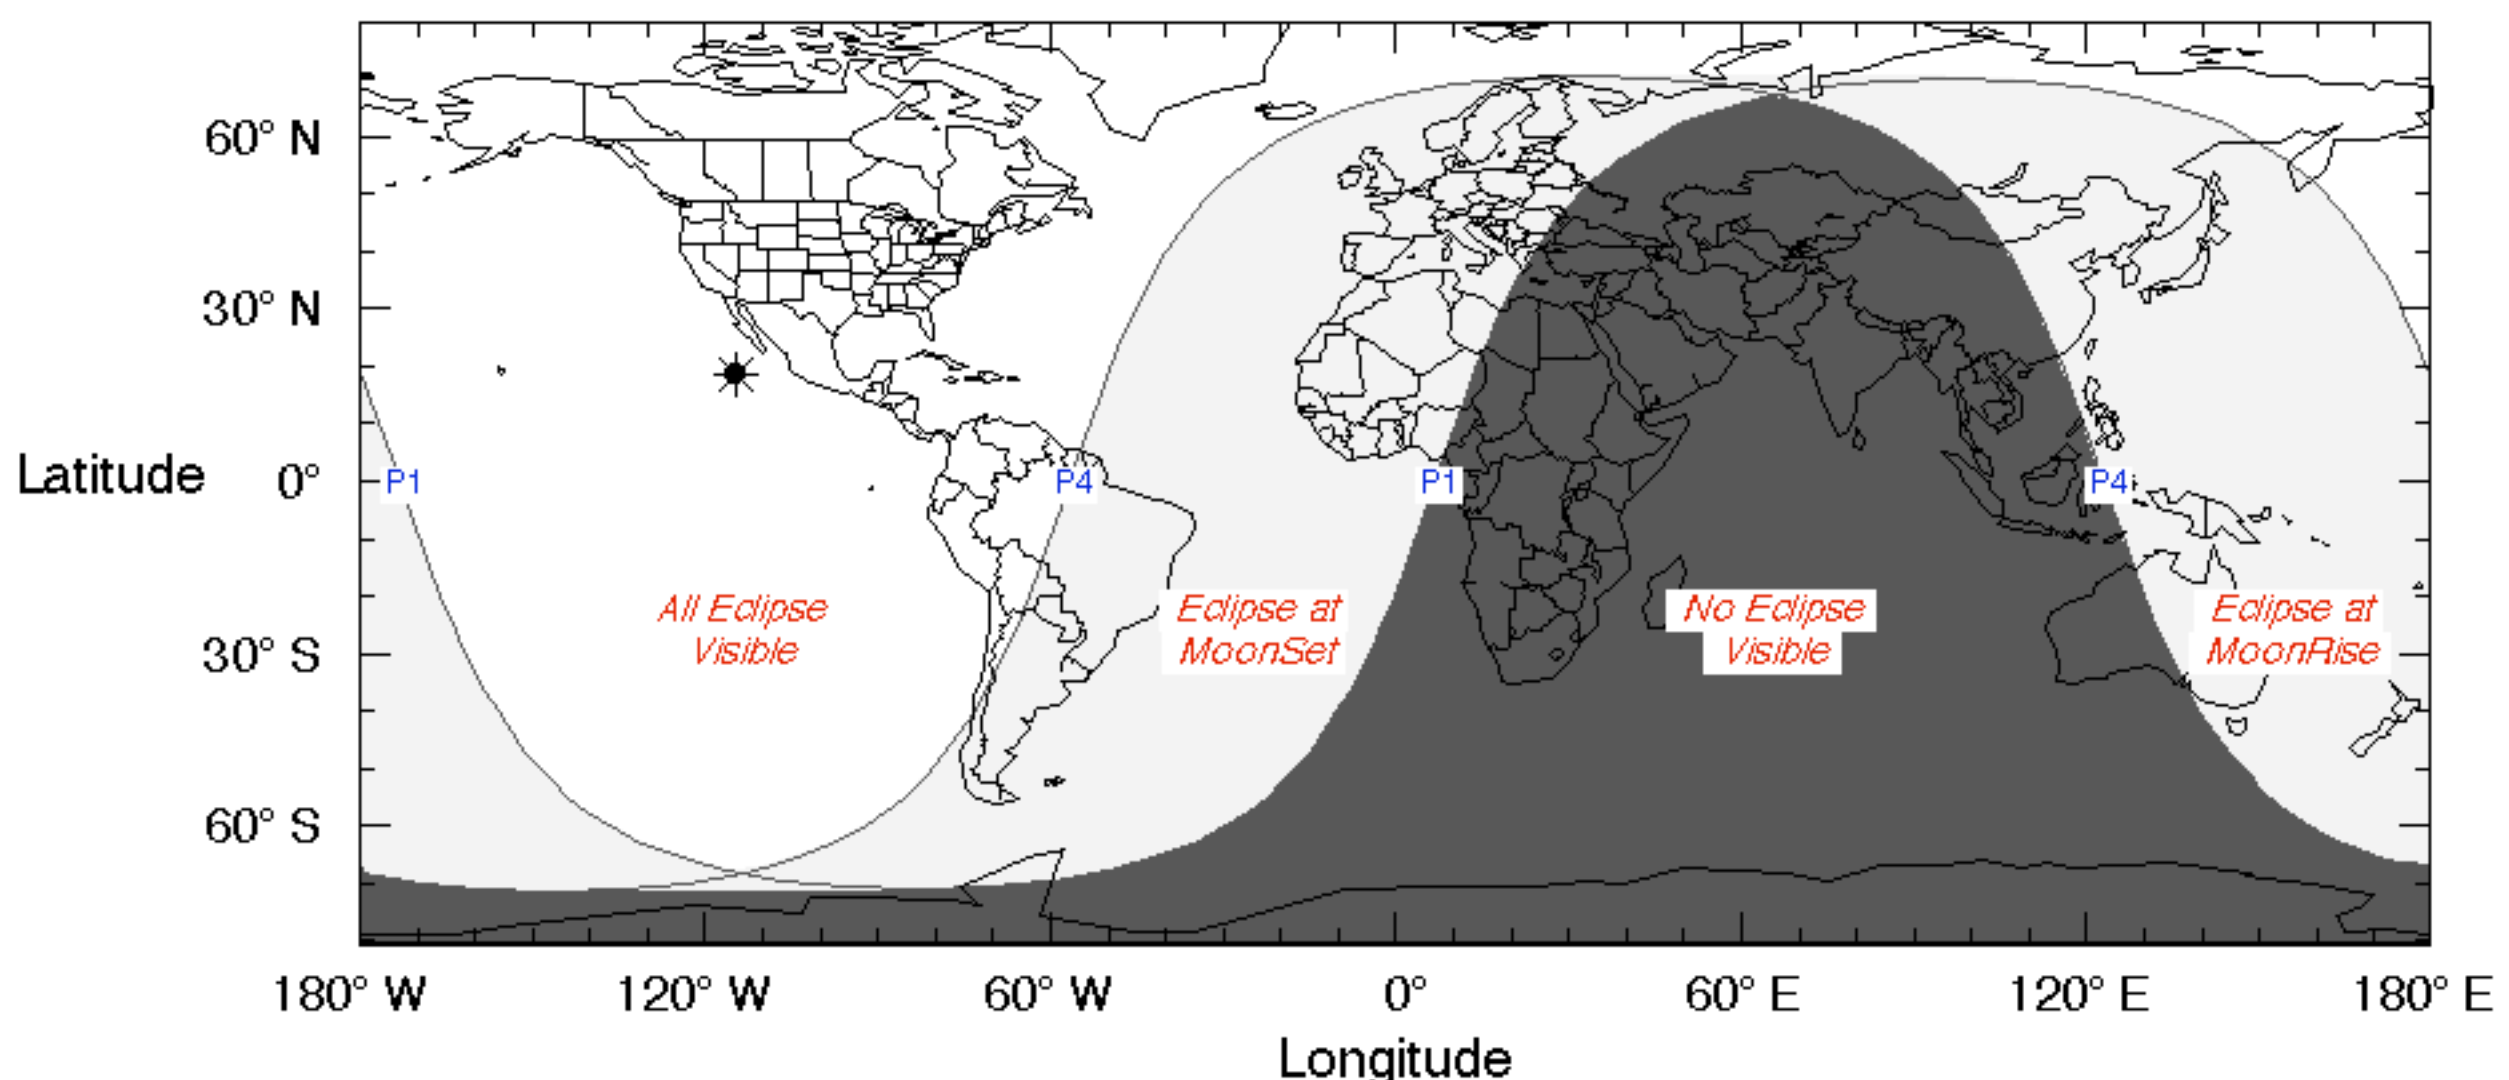 60° N
30° N
Latitude 0°
P1 P4 P1 P4
All Eclipse Visible
Eclipse at MoonSet
No Eclipse Visible
Eclipse at MoonRise
30° S
60° S
180° W 120° W 60° W 0° 60° E 120° E 180° E
Longitude